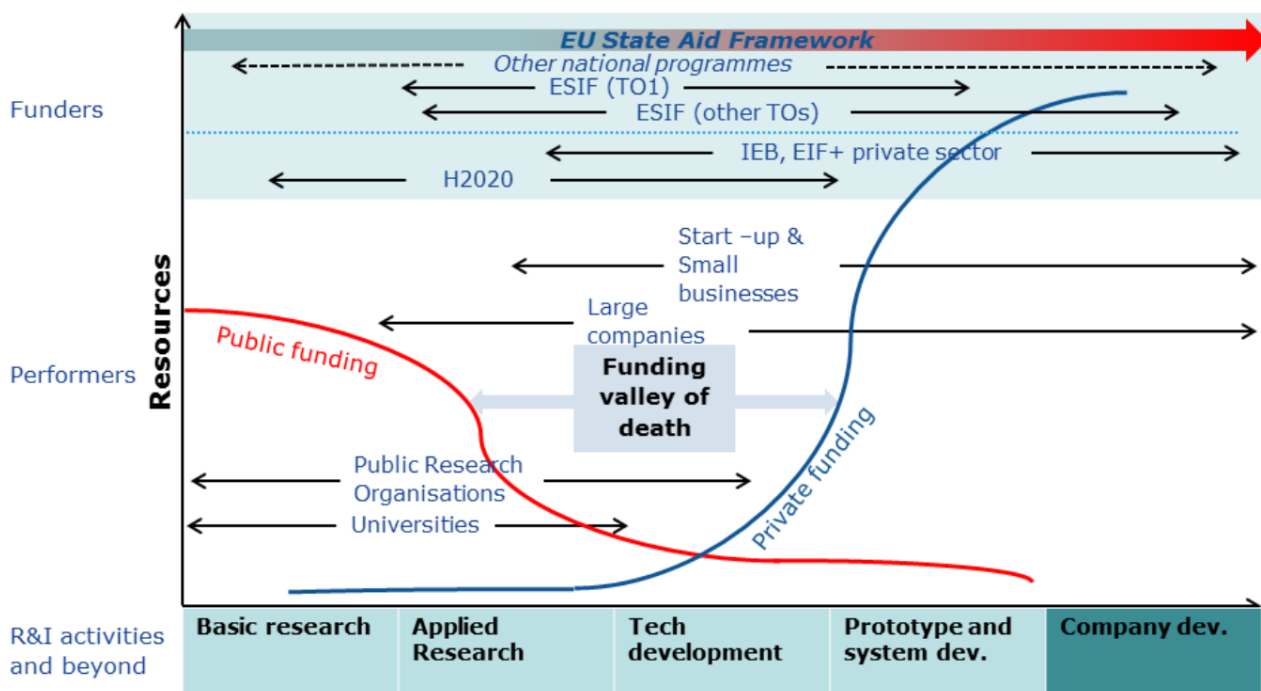 EU State Aid Framework
Other national programmes
ESIF (TO1)
Funders
ESIF (other TOs)
IEB, EIF+ private sector
H2020
Start –up &
Small
businesses
Large
companies
Resources
Public funding
Performers
Funding
valley of
death
Private funding
Public Research
Organisations
Universities
R&I activities
and beyond
Basic research
Applied
Research
Tech
development
Prototype and
system dev.
Company dev.